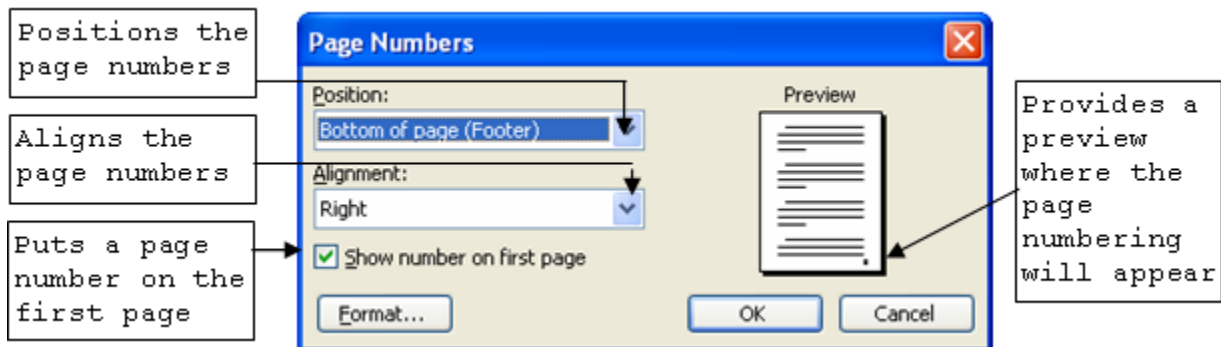 Positions the
page numbers
Aligns the
page numbers
Puts a page
number on the
first page
Page Numbers
Position:
Bottom of page (Footer)
Alignment:
Right
Show number on first page
Format...
Preview
OK
Cancel
Provides a
preview
where the
page
numbering
will appear